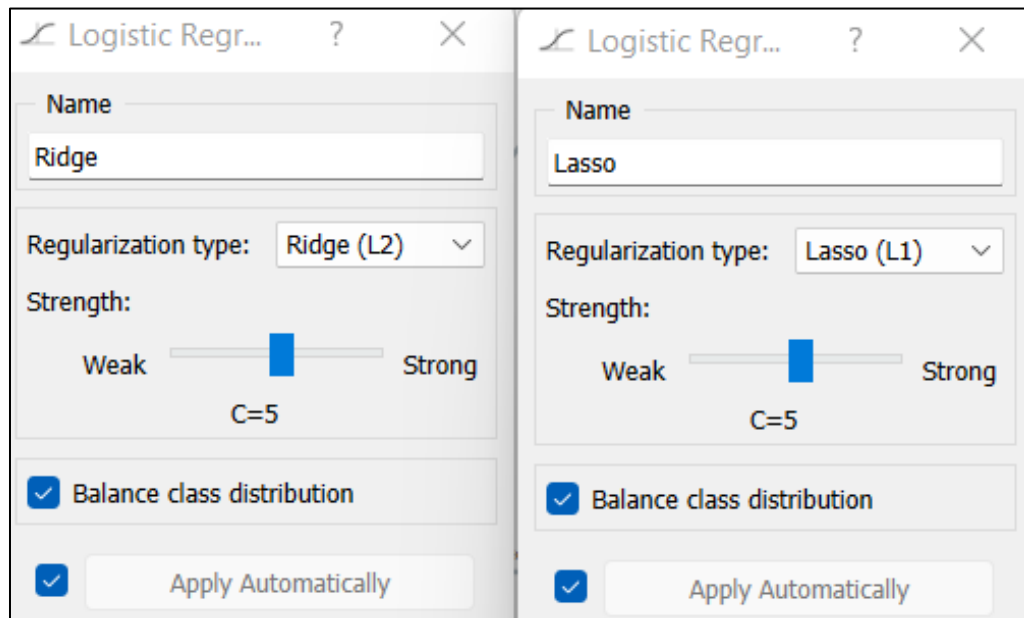 Logistic Regr... ?
Name
Ridge
Regularization type: Ridge (L2)
Strength:
Weak Strong
C=5
Balance class distribution
Apply Automatically
Logistic Regr... ?
Name
Lasso
Regularization type: Lasso (L1)
Strength:
Weak Strong
C=5
Balance class distribution
Apply Automatically